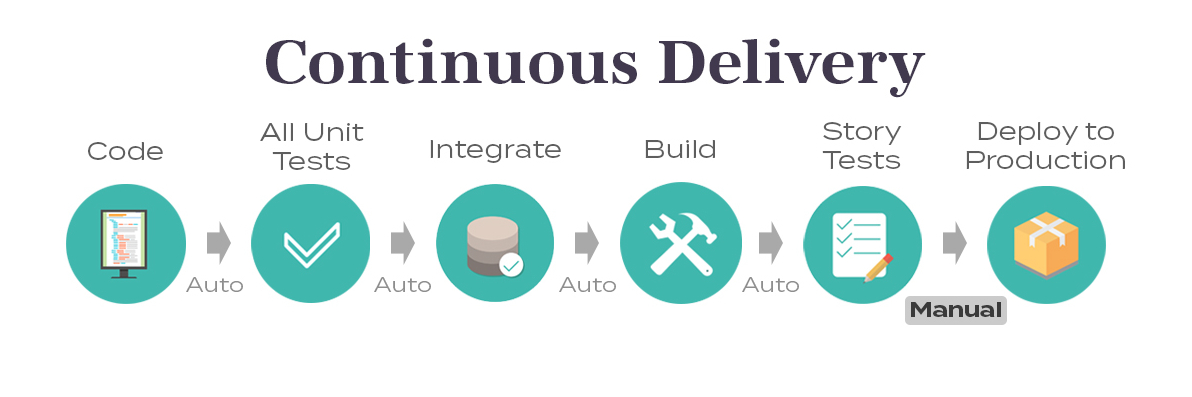 Continuous Delivery
Code
All Unit
Tests
Integrate
Build
Story
Tests
Deploy to
Production
Auto
Auto
Auto
Auto
Manual